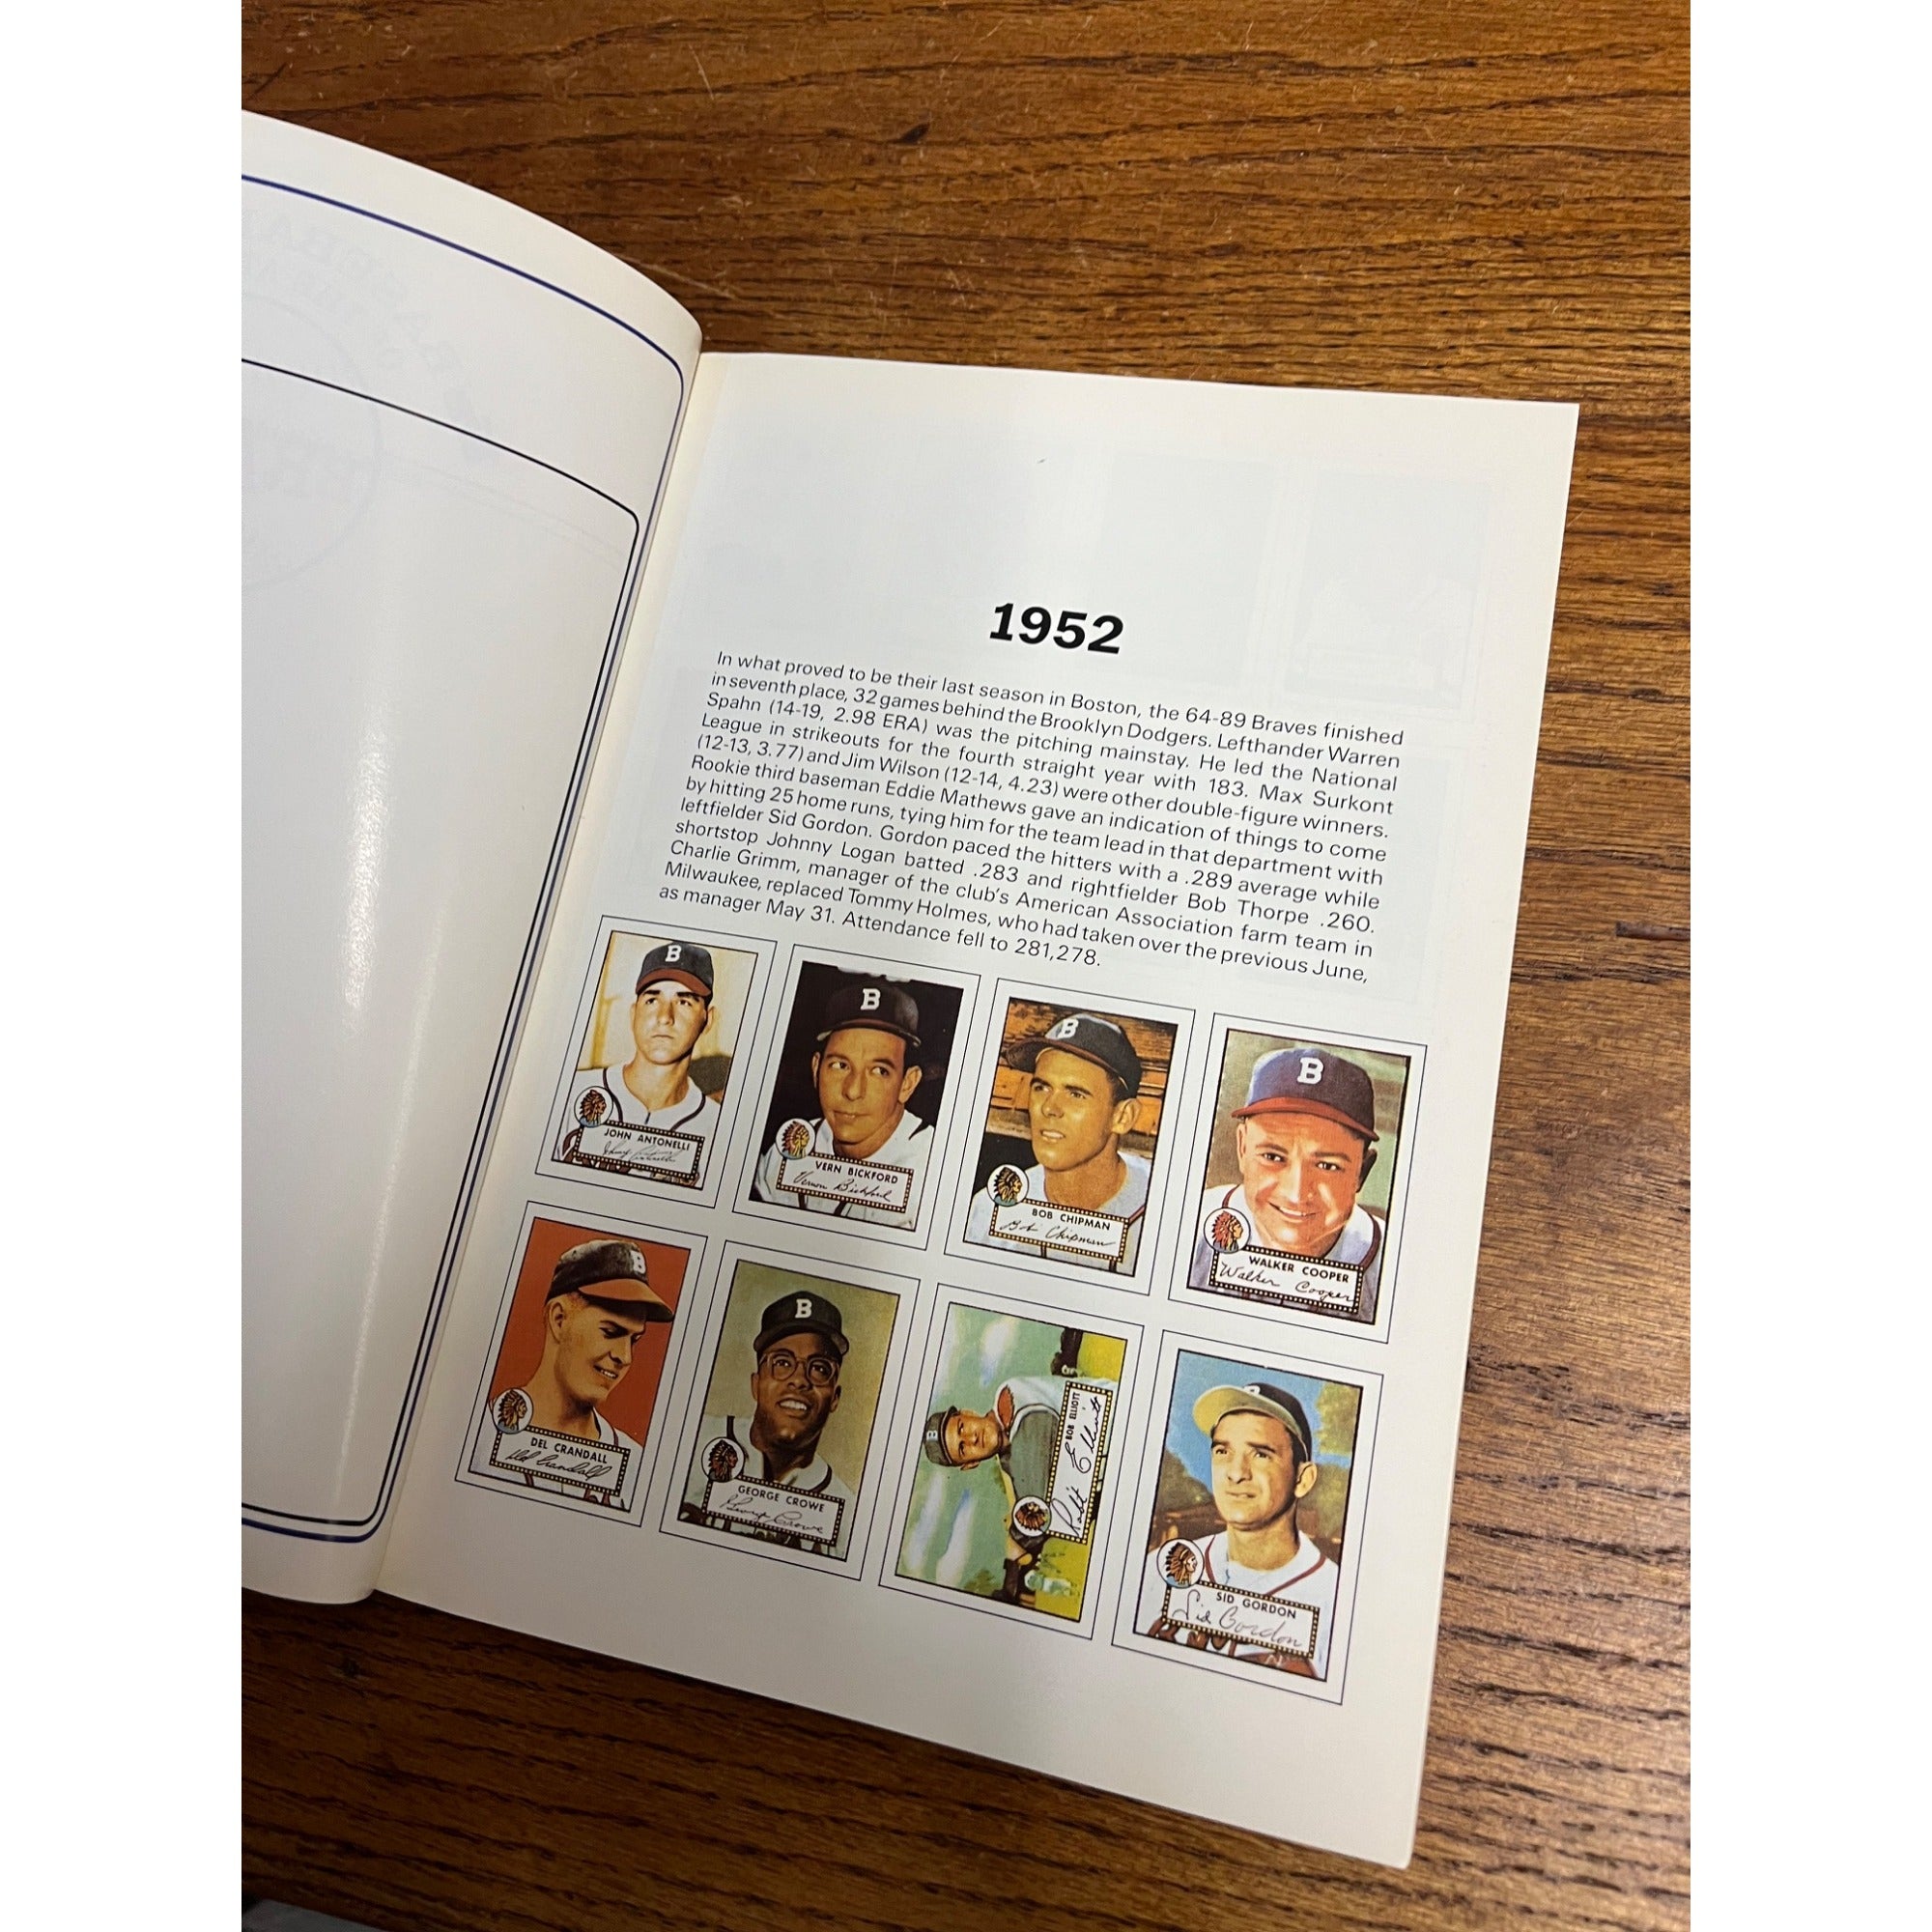 1952
In what proved to be their last season in Boston, the 64-89 Braves finished
in seventh place, 32 games behind the Brooklyn Dodgers. Lefthander Warren
Spahn (14-19, 2.98 ERA) was the pitching mainstay. He led the National
League in strikeouts for the fourth straight year with 183. Max Surkont
(12-13, 3.77) and Jim Wilson (12-14, 4.23) were other double-figure winners.
Rookie third baseman Eddie Mathews gave an indication of things to come
by hitting 25 home runs, tying him for the team lead in that department with
leftfielder Sid Gordon. Gordon paced the hitters with a .289 average while
shortstop Johnny Logan batted .283 and rightfielder Bob Thorpe .260.
Charlie Grimm, manager of the club's American Association farm team in
Milwaukee, replaced Tommy Holmes, who had taken over the previous June,
as manager May 31. Attendance fell to 281,278.
B
B
B
B
JOHN ANTONELLI
VERN BICKFORD
Vernon Bickford
BOB CHIPMAN
Bob Chipman
WALKER COOPER
Walker Cooper
B
B
B
B
DEL CRANDALL
Del Crandall
GEORGE CROWE
George Crowe
BOB ELLIOTT
Robt E Elliott
SID GORDON
Sid Gordon